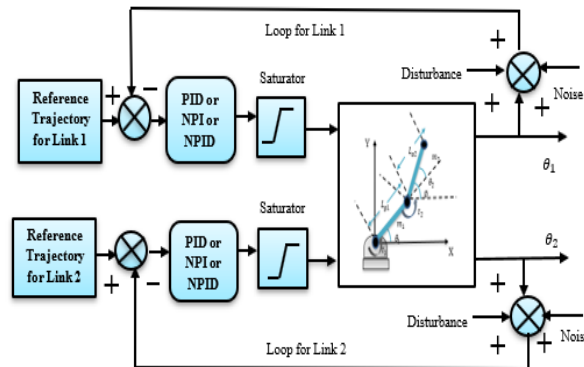 Loop for Link 1
+
+
−
+
+
Disturbance
Noise
Reference
Trajectory
for Link 1
PID or
NPI or
NPID
Saturator
θ1
Y
X
m1
Reference
Trajectory
for Link 2
PID or
NPI or
NPID
Saturator
θ2
+
−
Disturbance
Nois
+
+
+
Loop for Link 2